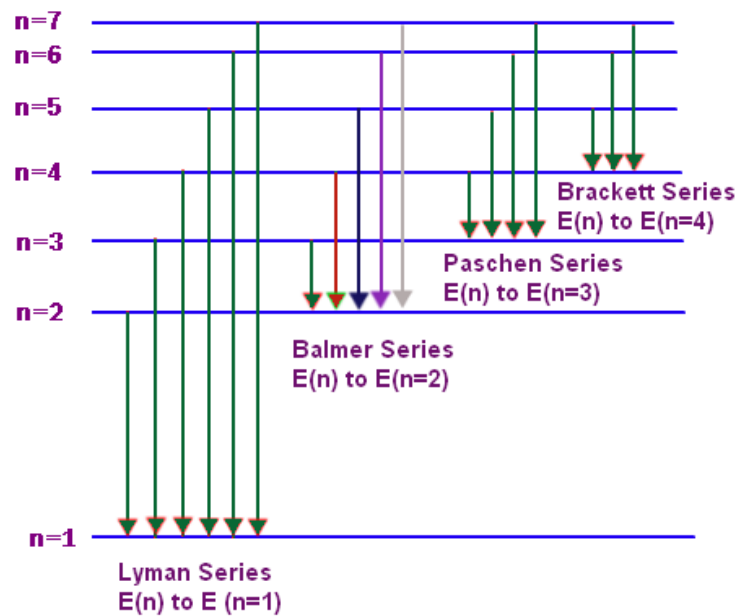 n=7
n=6
n=5
n=4
Brackett Series
E(n) to E(n=4)
n=3
Paschen Series
E(n) to E(n=3)
n=2
Balmer Series
E(n) to E(n=2)
n=1
Lyman Series
E(n) to E (n=1)